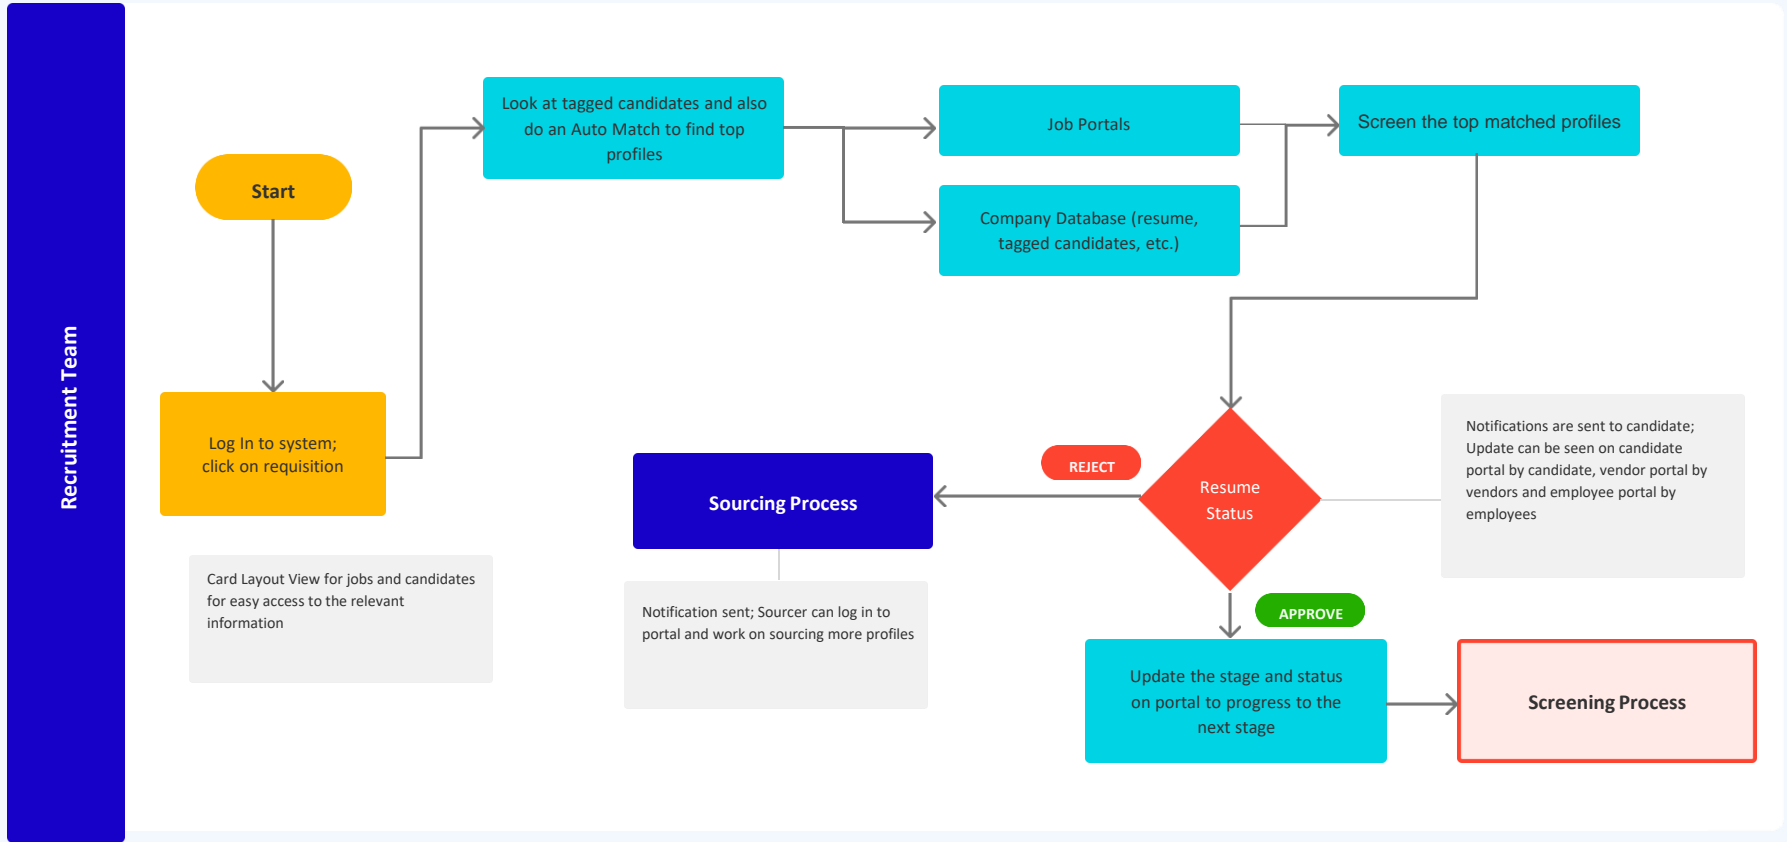 Recruitment Team
Start
Log In to system;
click on requisition
Card Layout View for jobs and candidates
for easy access to the relevant
information
Look at tagged candidates and also
do an Auto Match to find top
profiles
Job Portals
Company Database (resume,
tagged candidates, etc.)
Screen the top matched profiles
Resume
Status
Notifications are sent to candidate;
Update can be seen on candidate
portal by candidate, vendor portal by
vendors and employee portal by
employees
REJECT
Sourcing Process
Notification sent; Sourcer can log in to
portal and work on sourcing more profiles
APPROVE
Update the stage and status
on portal to progress to the
next stage
Screening Process